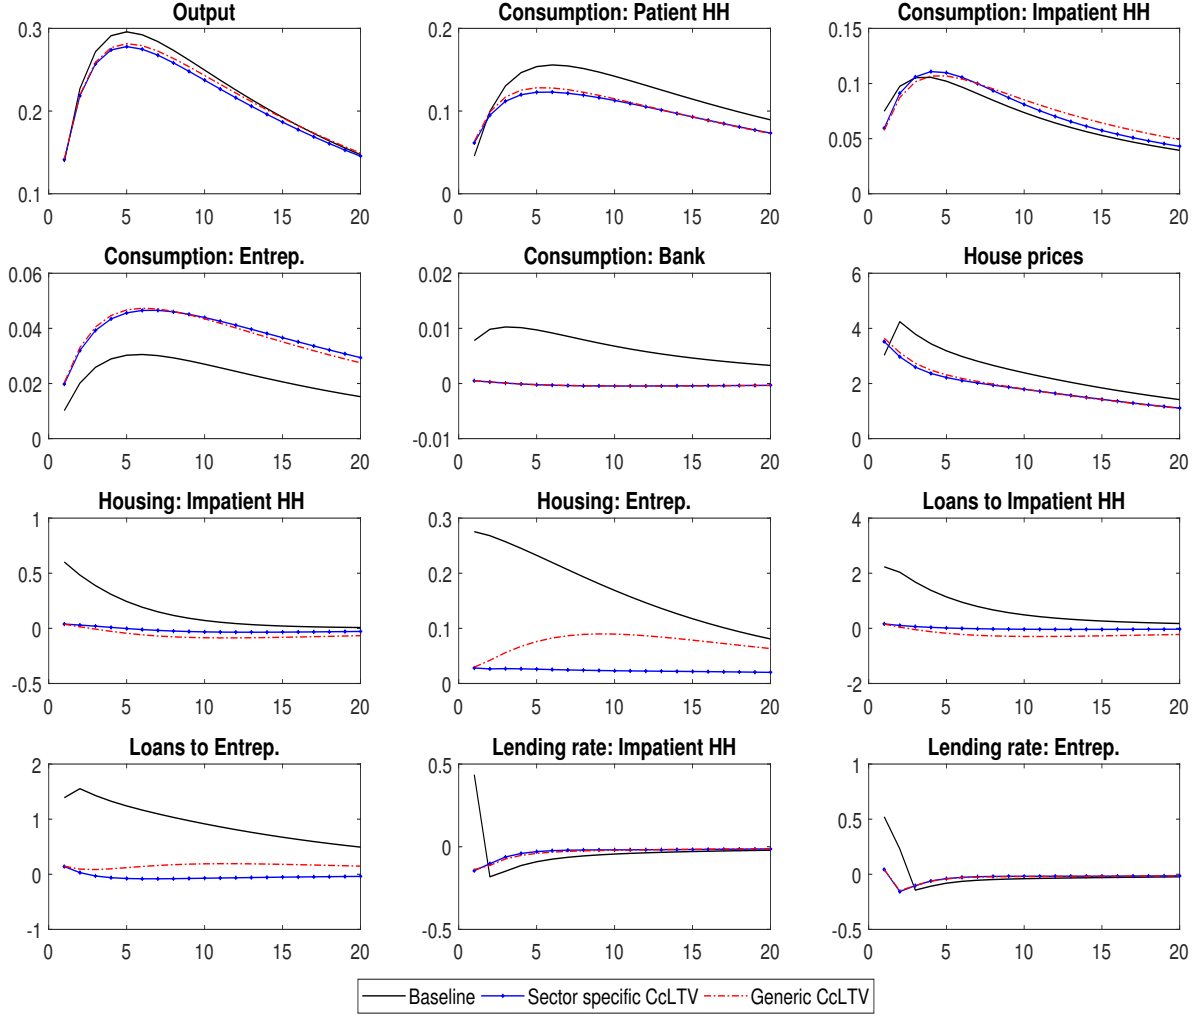 Output
Consumption: Patient HH
Consumption: Impatient HH
0.3
0.2
0.1
0 5 10 15 20
0.3
0.2
0.1
0
0 5 10 15 20
0.15
0.1
0.05
0
0 5 10 15 20
Consumption: Entrep.
Consumption: Bank
House prices
0.06
0.04
0.02
0
0 5 10 15 20
0.02
0.01
0
-0.01
0 5 10 15 20
6
4
2
0
0 5 10 15 20
Housing: Impatient HH
Housing: Entrep.
Loans to Impatient HH
1
0.5
0
-0.5
0 5 10 15 20
0.3
0.2
0.1
0
0 5 10 15 20
4
2
0
-2
0 5 10 15 20
Loans to Entrep.
Lending rate: Impatient HH
Lending rate: Entrep.
2
1
0
-1
0 5 10 15 20
0.5
0
-0.5
0 5 10 15 20
1
0.5
0
-0.5
0 5 10 15 20
Baseline
Sector specific CcLTV
Generic CcLTV